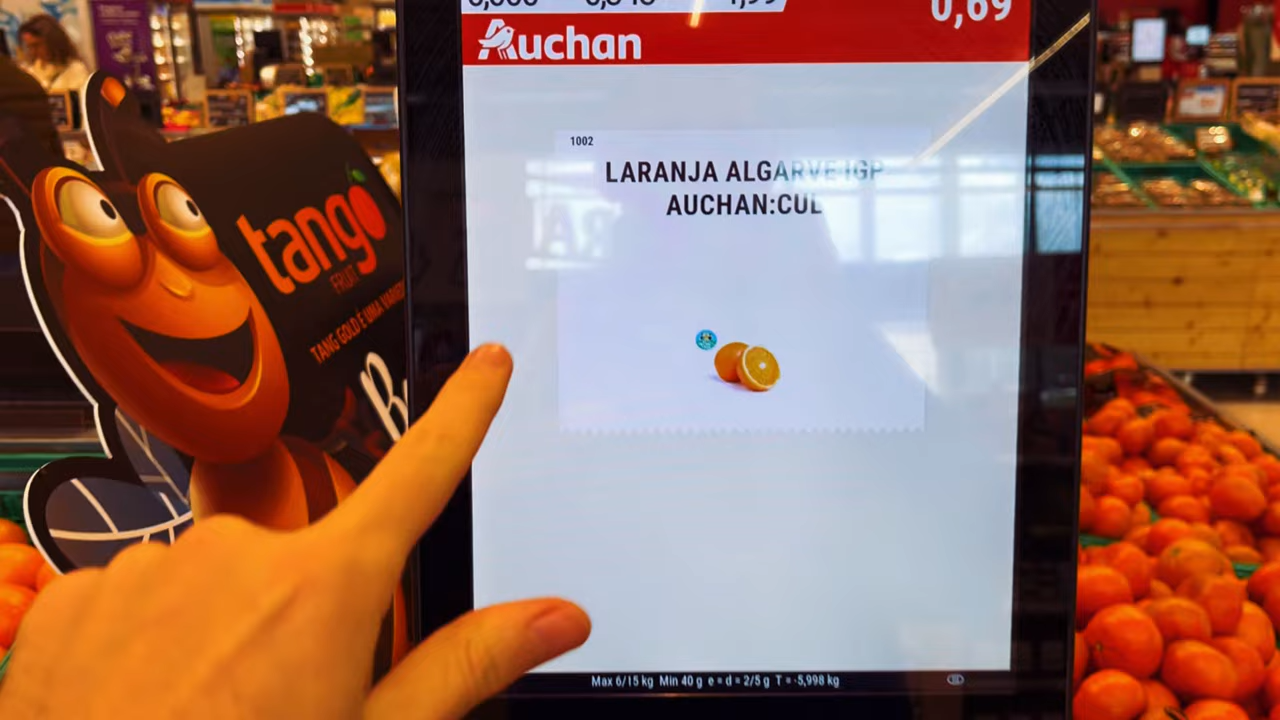 0,69
Auchan
1002
LARANJA ALGARVE IGP
AUCHAN:CUL
tango
FRUIT
TANG GOLD É UMA
Max 6/15 kg Min 40 g e = d = 2/5 g T = -5,998 kg